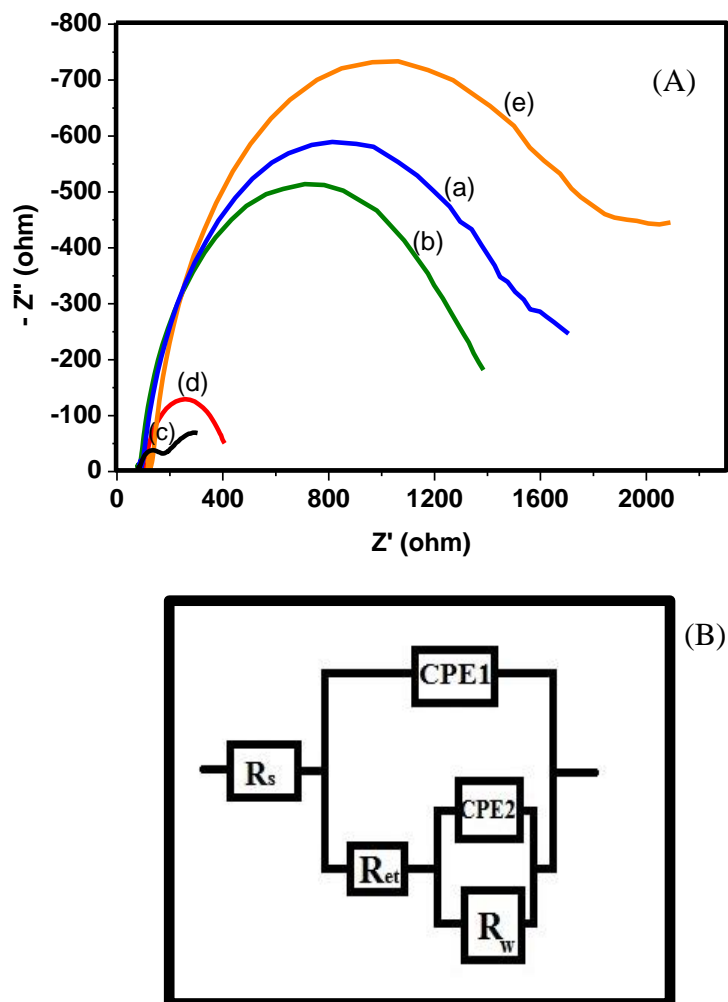 -800
-700
(A)
-600
(e)
-500
(a)
- Z'' (ohm)
-400
(b)
-300
-200
(d)
-100
(c)
0
0 400 800 1200 1600 2000
Z' (ohm)
(B)
CPE1
Rs
CPE2
Ret
Rw